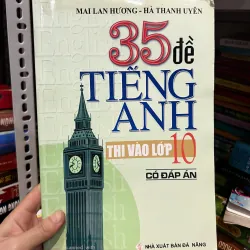 MAI LAN HƯƠNG - HÀ THANH UYÊN
35 đề
TIẾNG
ANH
THI VÀO LỚP 10
CÓ ĐÁP ÁN
NHÀ XUẤT BẢN ĐÀ NẴNG